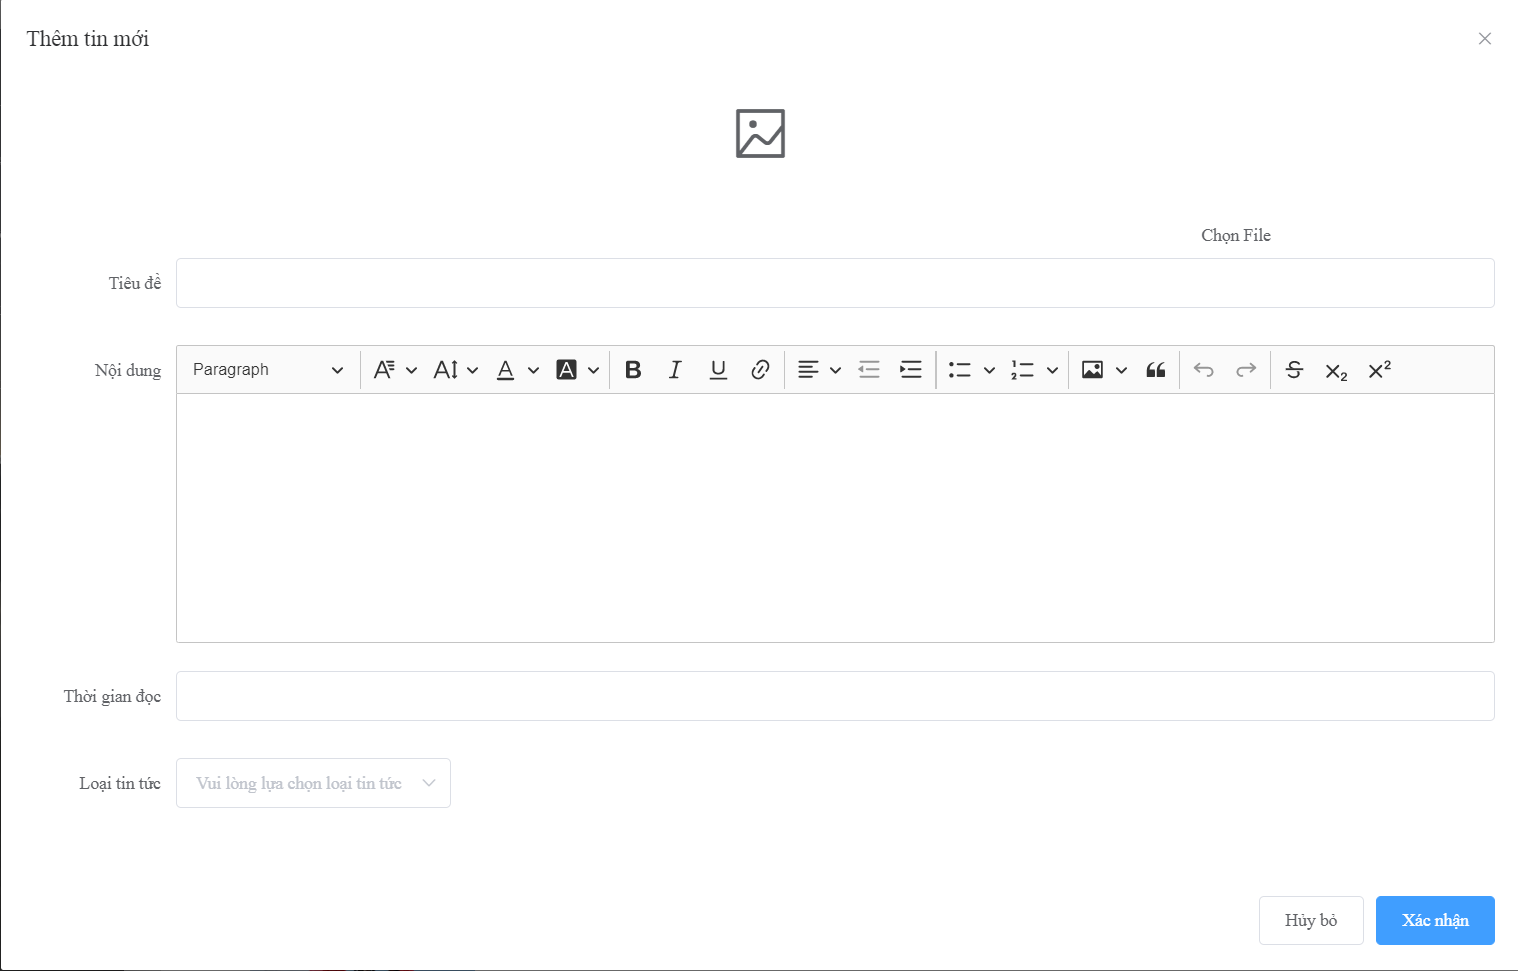 Thêm tin mới
Chọn File
Tiêu đề
Nội dung
Paragraph
Thời gian đọc
Loại tin tức
Vui lòng lựa chọn loại tin tức
Hủy bỏ
Xác nhận